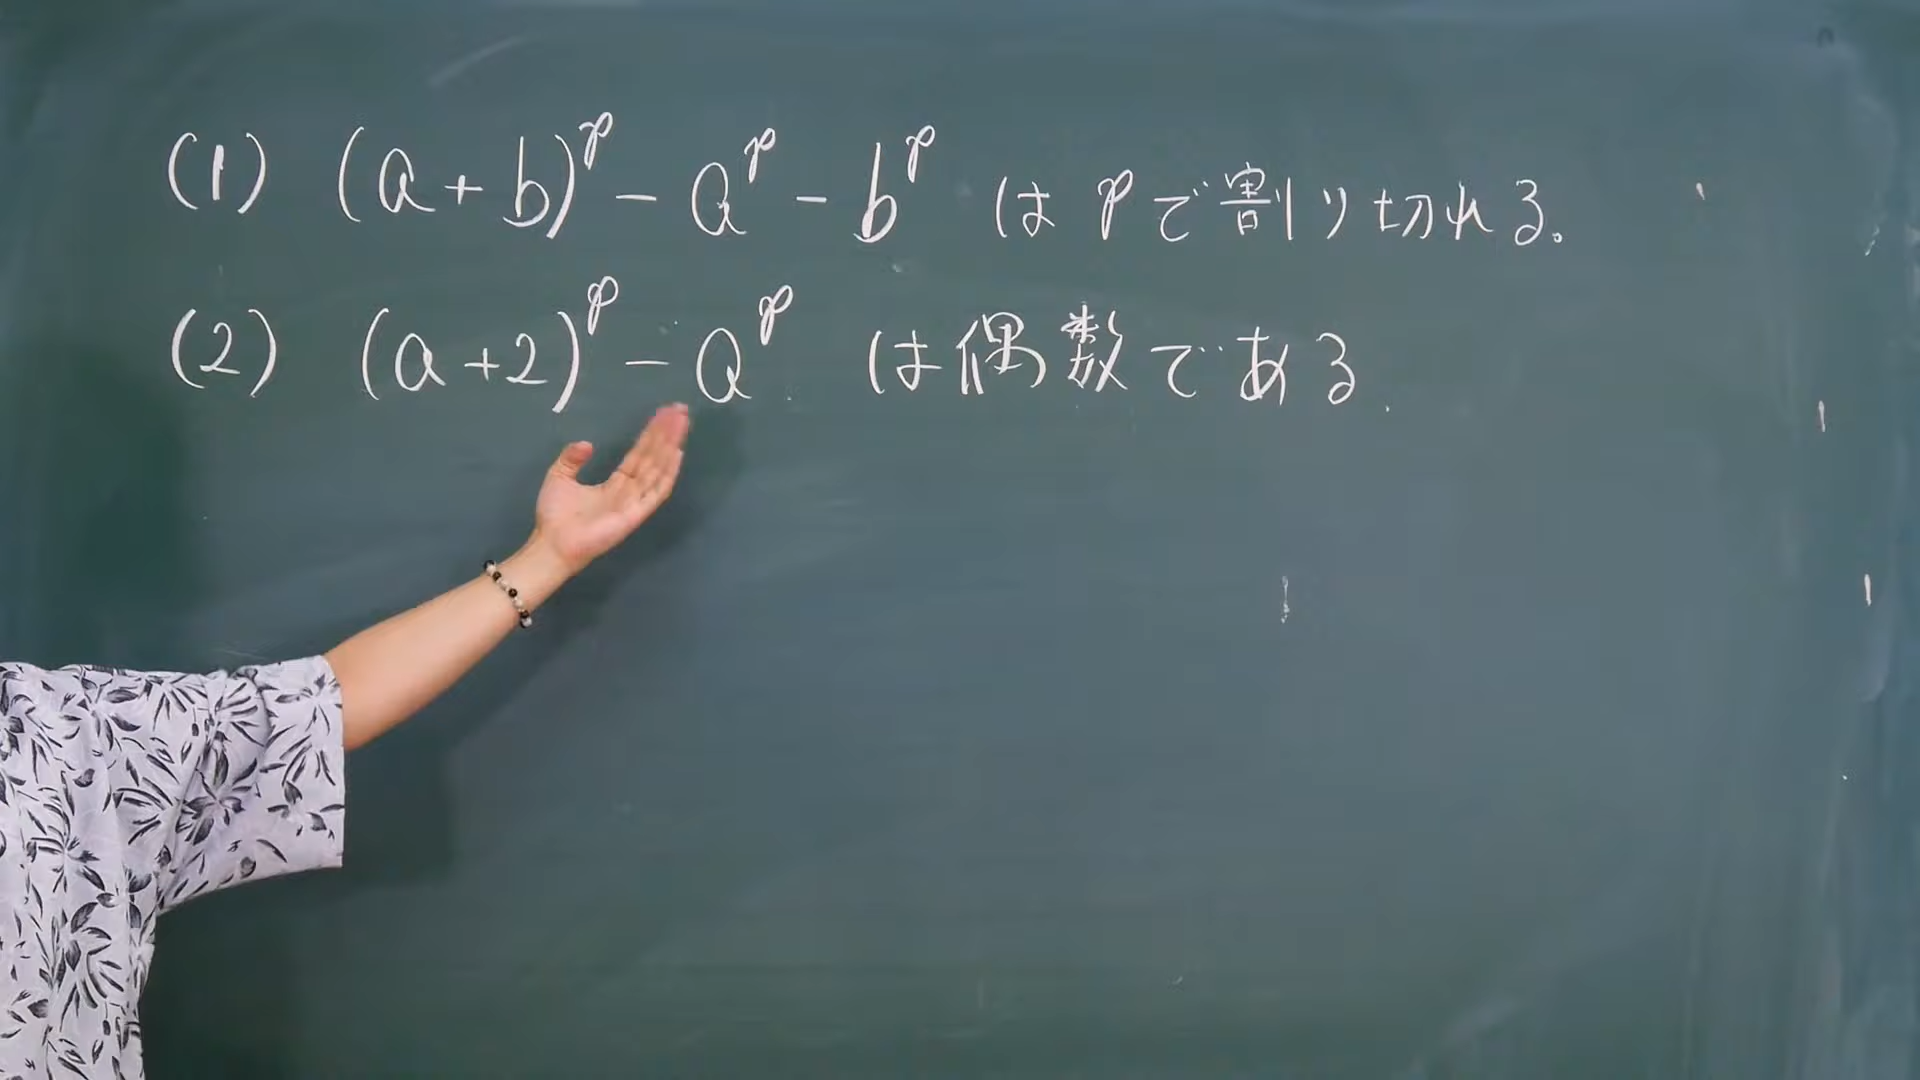 (1) (a+b)^p - a^p - b^p は p で割り切れる。
(2) (a+2)^p - a^p は偶数である.